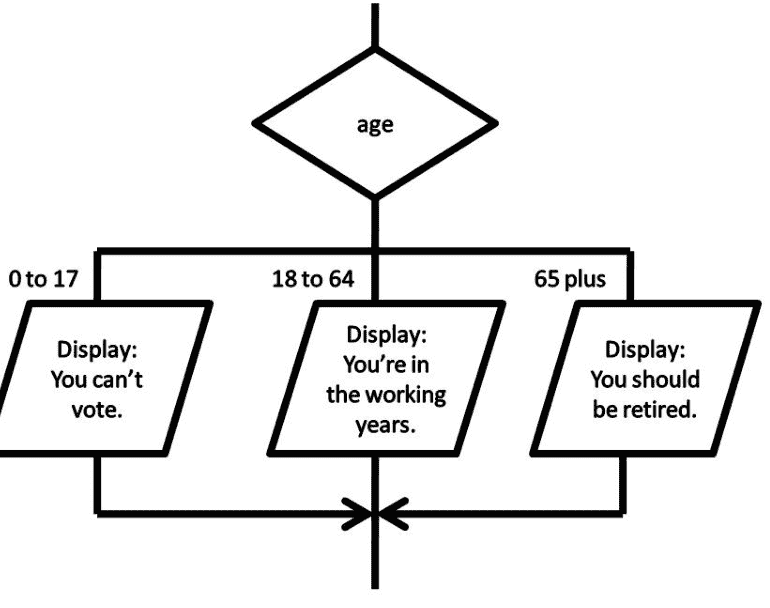 age
0 to 17
18 to 64
65 plus
Display:
You can't
vote.
Display:
You're in
the working
years.
Display:
You should
be retired.